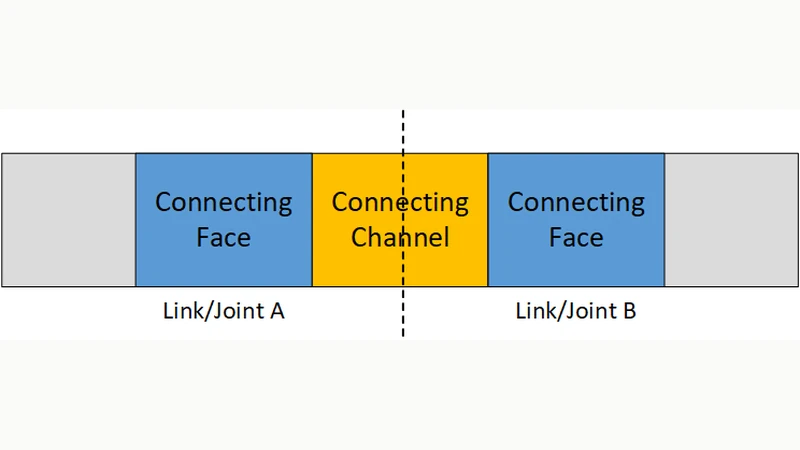 Connecting
Face
Connecting
Channel
Connecting
Face
Link/Joint A
Link/Joint B